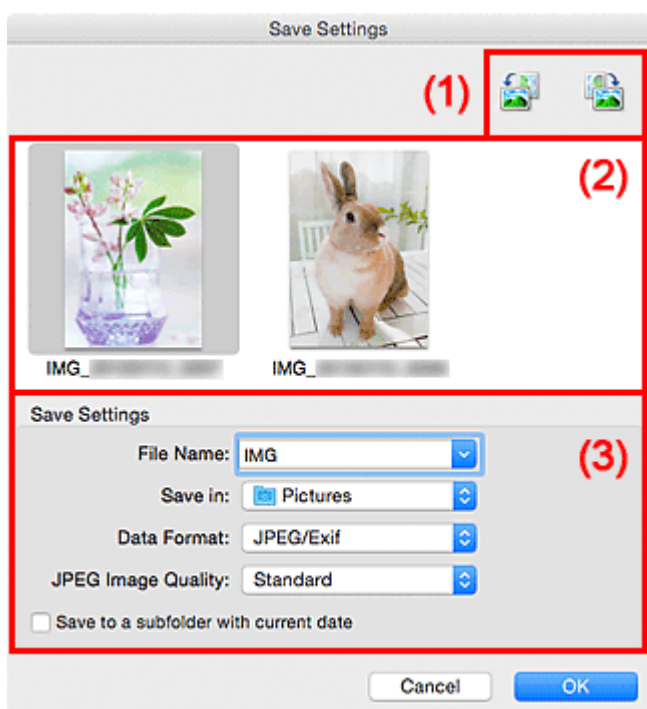 Save Settings
(1)
(2)
IMG_
IMG_
Save Settings
(3)
File Name: IMG
Save in: Pictures
Data Format: JPEG/Exif
JPEG Image Quality: Standard
Save to a subfolder with current date
Cancel OK